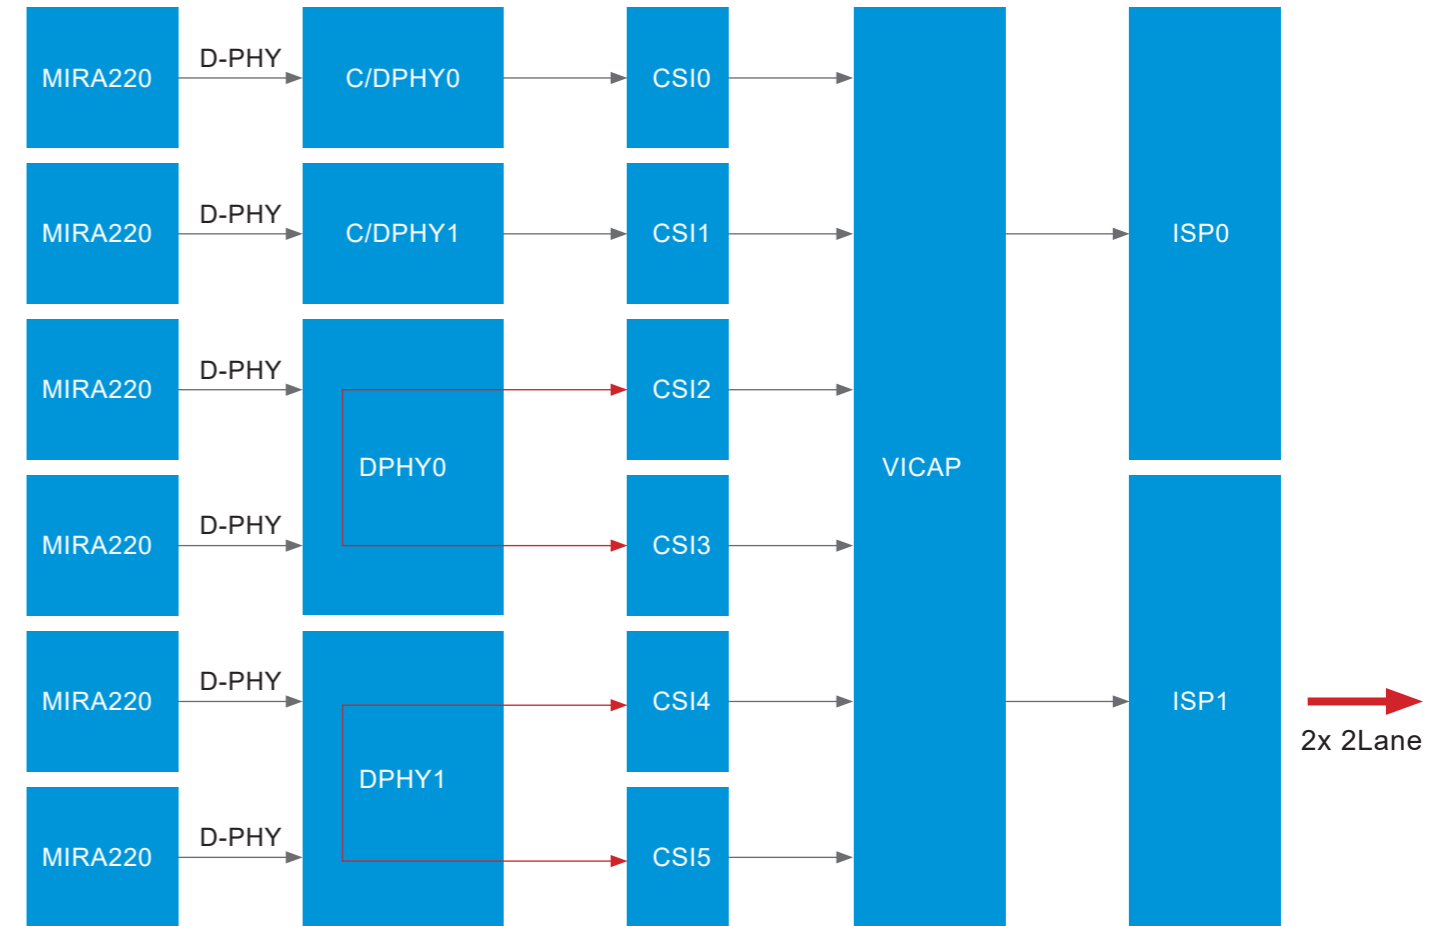 MIRA220
D-PHY
C/DPHY0
CSI0
MIRA220
D-PHY
C/DPHY1
CSI1
ISP0
MIRA220
D-PHY
CSI2
DPHY0
VICAP
MIRA220
D-PHY
CSI3
MIRA220
D-PHY
CSI4
ISP1
2x 2Lane
DPHY1
MIRA220
D-PHY
CSI5